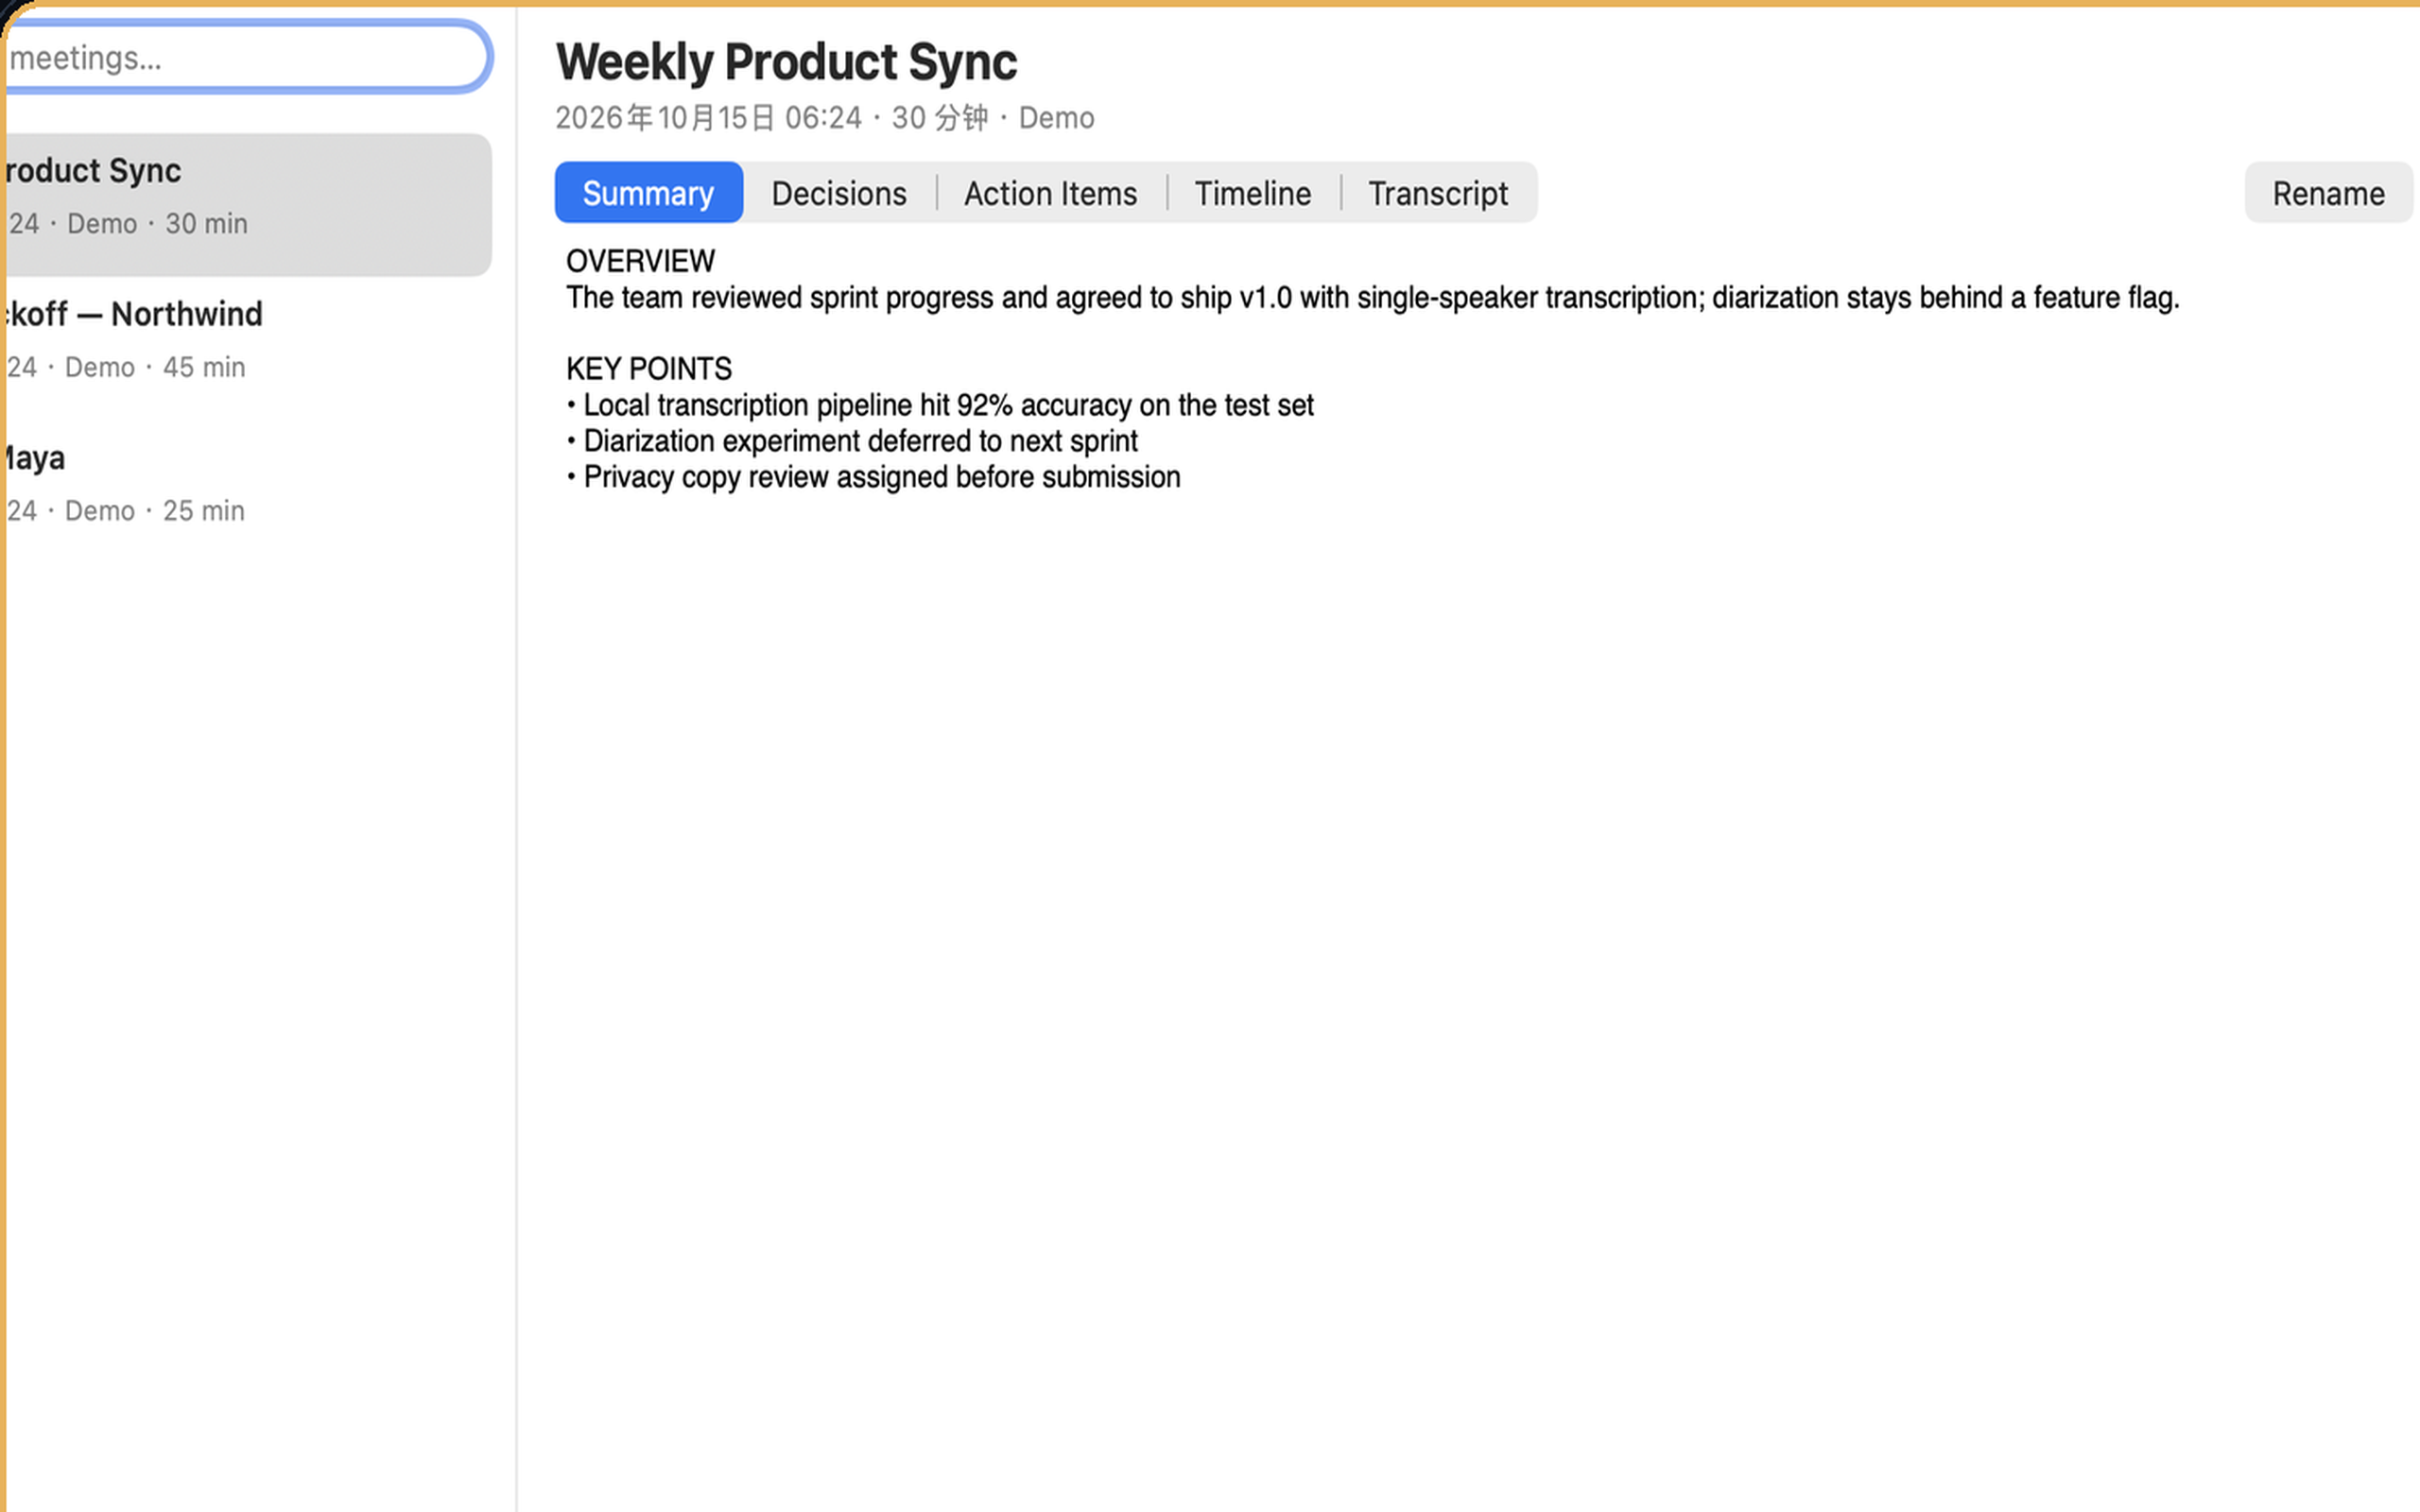 meetings...
roduct Sync
24 · Demo · 30 min
koff — Northwind
24 · Demo · 45 min
Maya
24 · Demo · 25 min
Weekly Product Sync
2026年10月15日 06:24 · 30 分钟 · Demo
Summary Decisions Action Items Timeline Transcript Rename
OVERVIEW
The team reviewed sprint progress and agreed to ship v1.0 with single-speaker transcription; diarization stays behind a feature flag.
KEY POINTS
• Local transcription pipeline hit 92% accuracy on the test set
• Diarization experiment deferred to next sprint
• Privacy copy review assigned before submission